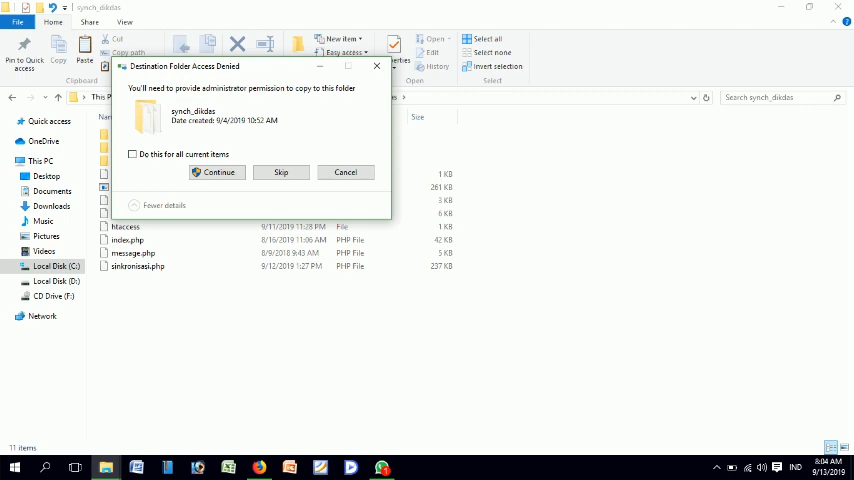 synch_dikdas
File
Home
Share
View
Pin to Quick
access
Copy
Paste
Cut
Copy path
Clipboard
New item
Easy access
Open
Edit
History
Open
Select all
Select none
Invert selection
Select
This P
Search synch_dikdas
Quick access
OneDrive
This PC
Desktop
Documents
Downloads
Music
Pictures
Videos
Local Disk (C:)
Local Disk (D:)
CD Drive (F:)
Network
Destination Folder Access Denied
You'll need to provide administrator permission to copy to this folder
synch_dikdas
Date created: 9/4/2019 10:52 AM
Do this for all current items
Continue
Skip
Cancel
Fewer details
Size
1 KB
261 KB
3 KB
6 KB
htaccess 9/11/2019 11:28 PM File 1 KB
index.php 8/16/2019 11:06 AM PHP File 42 KB
message.php 8/9/2018 9:43 AM PHP File 5 KB
sinkronisasi.php 9/12/2019 1:27 PM PHP File 237 KB
11 items
IND
8:04 AM
9/13/2019